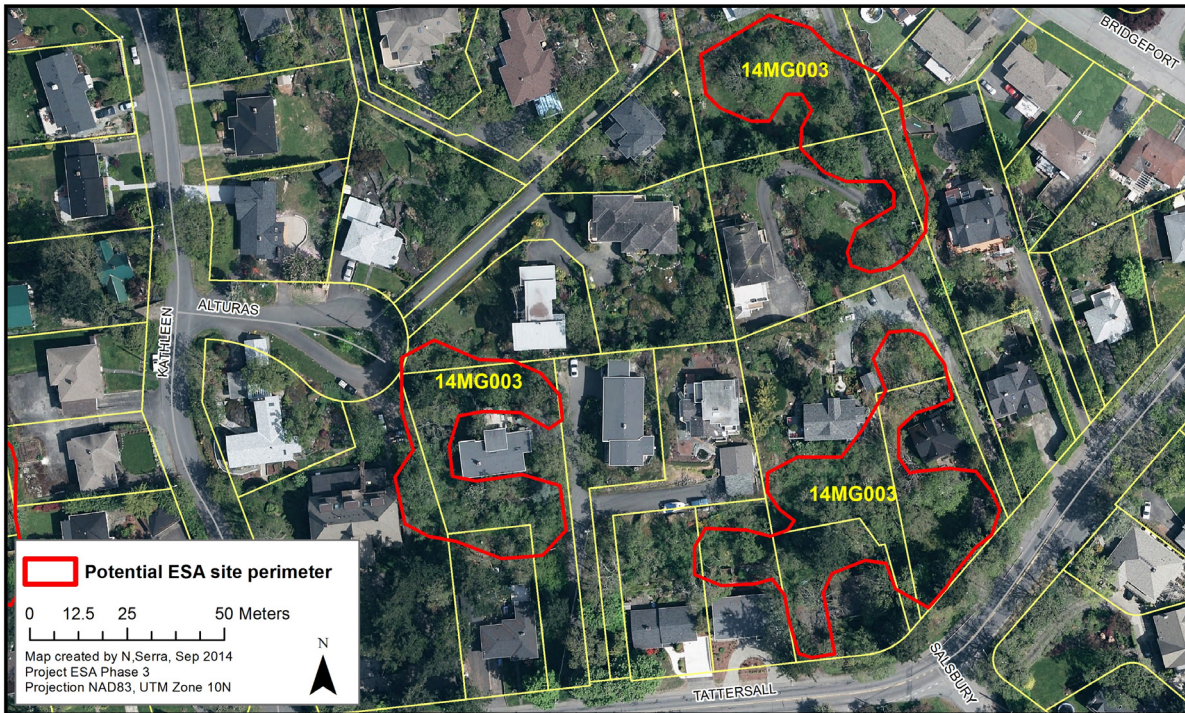 BRIDGEPORT
14MG003
ALTURAS
KATHLEEN
14MG003
14MG003
SALSBURY
TATTERSALL
Potential ESA site perimeter
0 12.5 25 50 Meters
Map created by N,Serra, Sep 2014
Project ESA Phase 3
Projection NAD83, UTM Zone 10N
N